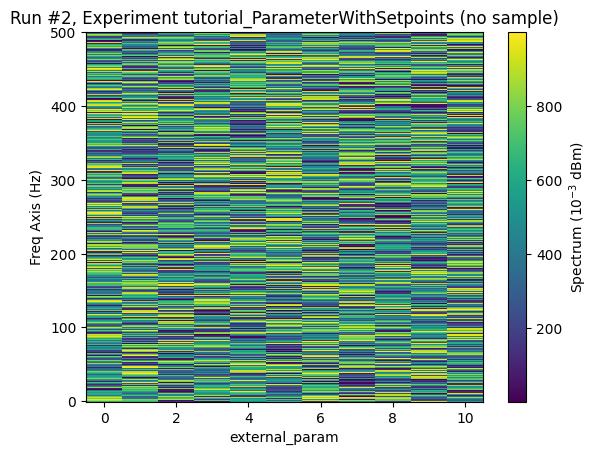 Run #2, Experiment tutorial_ParameterWithSetpoints (no sample)
500
400
300
200
100
0
Freq Axis (Hz)
0 2 4 6 8 10
external_param
800
600
400
200
Spectrum (10⁻³ dBm)